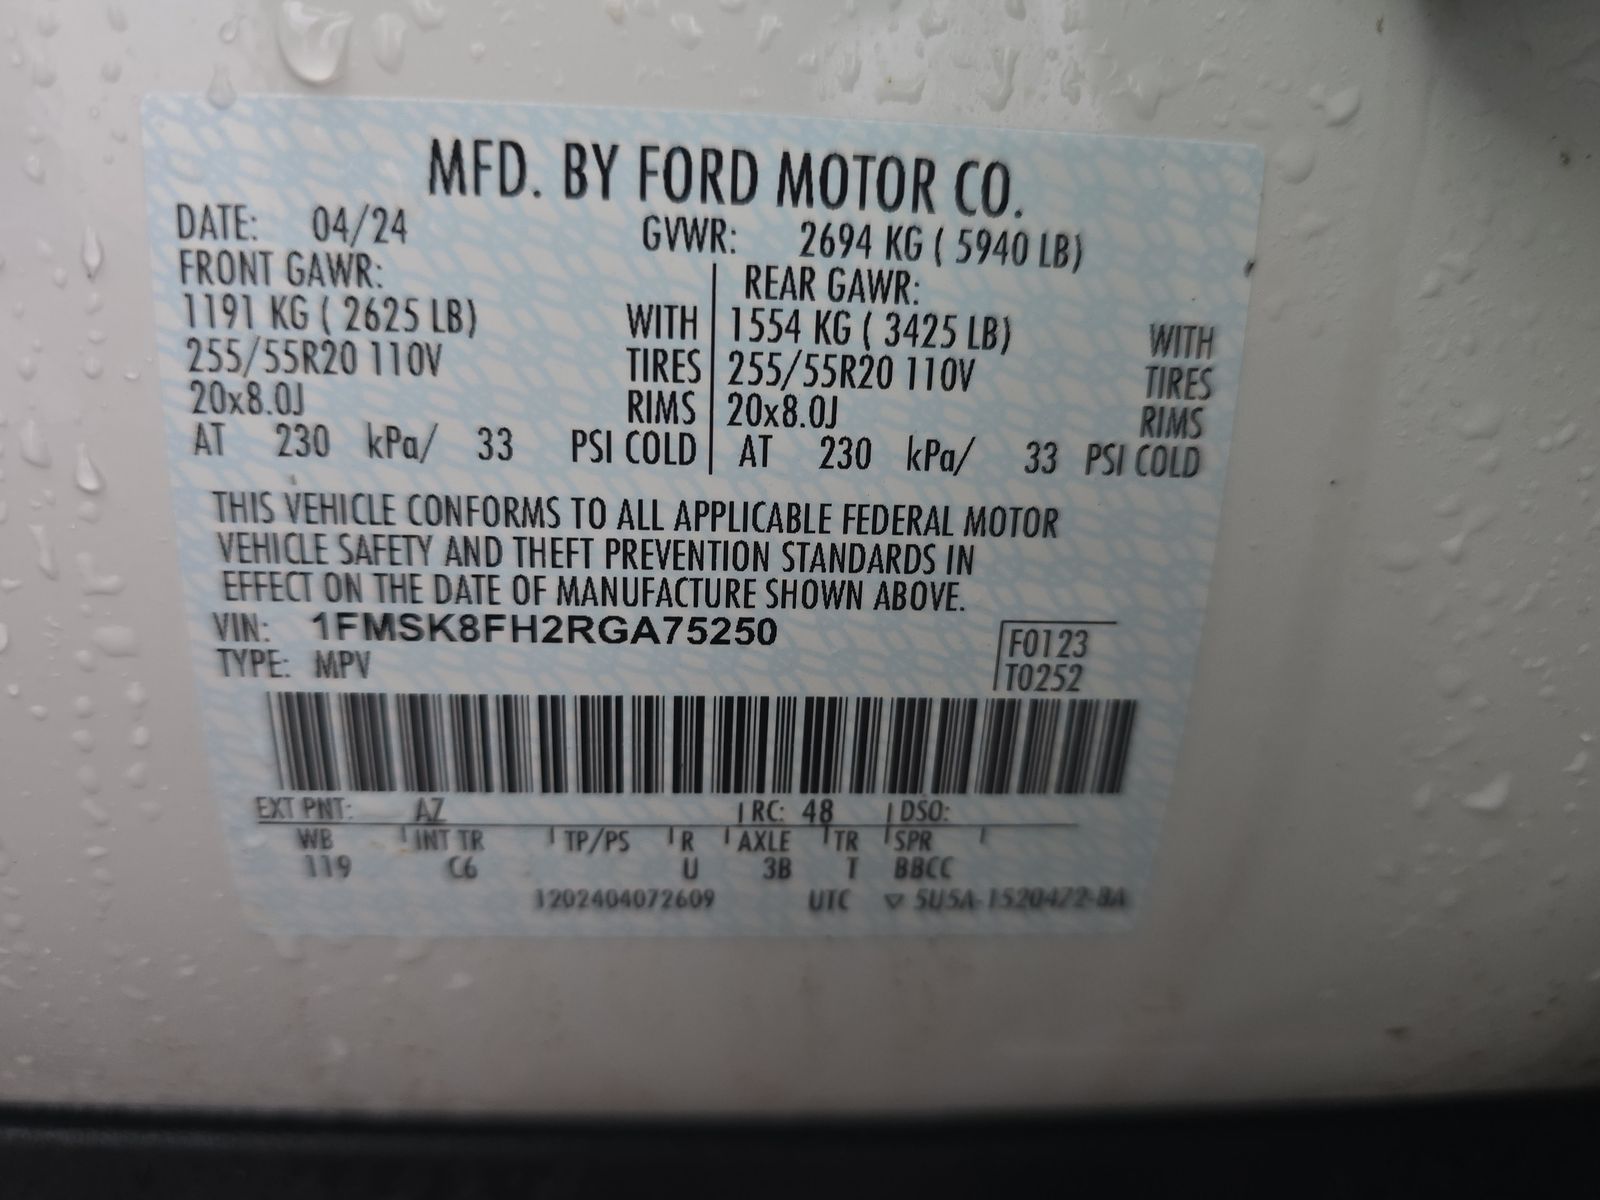 MFD. BY FORD MOTOR CO.
DATE: 04/24 GVWR: 2694 KG ( 5940 LB)
FRONT GAWR: REAR GAWR:
1191 KG ( 2625 LB) WITH 1554 KG ( 3425 LB) WITH
255/55R20 110V TIRES 255/55R20 110V TIRES
20x8.0J RIMS 20x8.0J RIMS
AT 230 kPa/ 33 PSI COLD AT 230 kPa/ 33 PSI COLD
THIS VEHICLE CONFORMS TO ALL APPLICABLE FEDERAL MOTOR
VEHICLE SAFETY AND THEFT PREVENTION STANDARDS IN
EFFECT ON THE DATE OF MANUFACTURE SHOWN ABOVE.
VIN: 1FMSK8FH2RGA75250 F0123
TYPE: MPV T0252
EXT PNT: AZ RC: 48 DSO:
WB INT TR TP/PS R AXLE TR SPR
119 C6 U 3B T BBCC
1202404072609 UTC ▽ 5U5A-1520472-BA